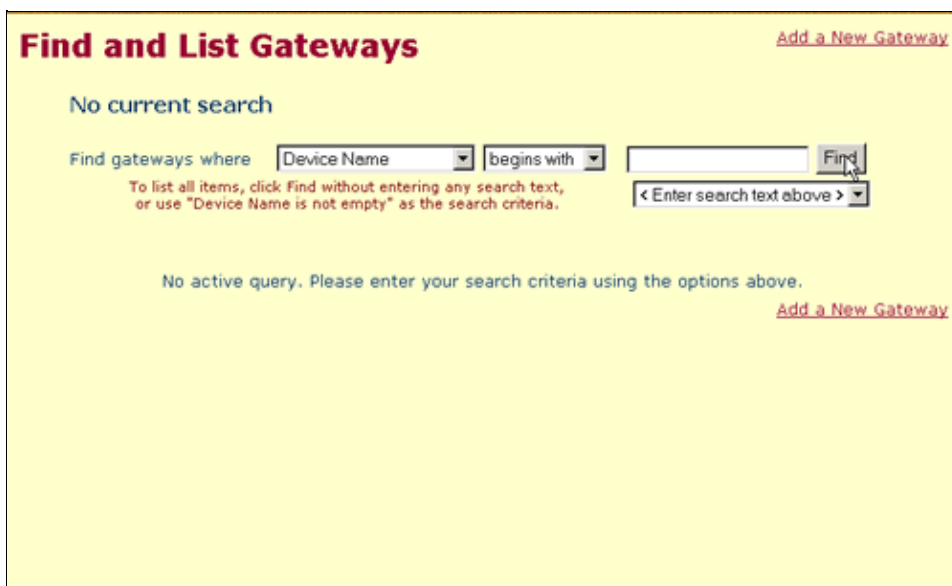 Find and List Gateways
Add a New Gateway
No current search
Find gateways where Device Name begins with Find
To list all items, click Find without entering any search text,
or use "Device Name is not empty" as the search criteria.
< Enter search text above >
No active query. Please enter your search criteria using the options above.
Add a New Gateway